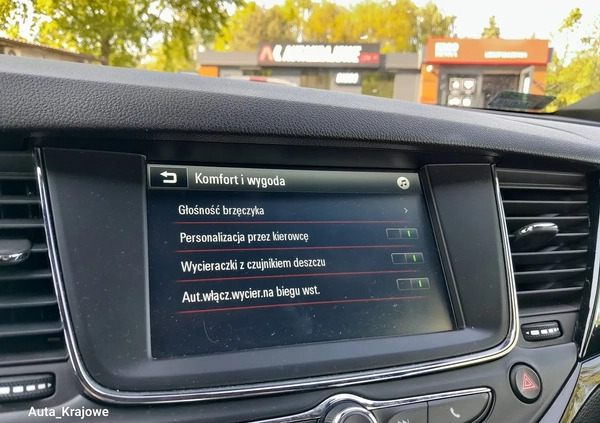 Komfort i wygoda
Głośność brzęczyka
Personalizacja przez kierowcę
Wycieraczki z czujnikiem deszczu
Aut.włącz.wycier.na biegu wst.
Auta_Krajowe